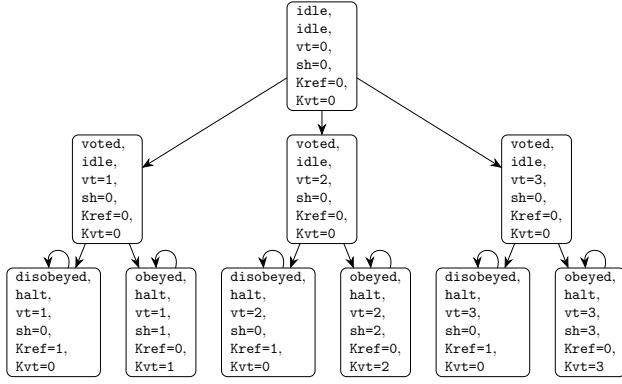 idle,
idle,
vt=0,
sh=0,
Kref=0,
Kvt=0
voted,
idle,
vt=1,
sh=0,
Kref=0,
Kvt=0
voted,
idle,
vt=2,
sh=0,
Kref=0,
Kvt=0
voted,
idle,
vt=3,
sh=0,
Kref=0,
Kvt=0
disobeyed,
halt,
vt=1,
sh=0,
Kref=1,
Kvt=0
obeyed,
halt,
vt=1,
sh=1,
Kref=0,
Kvt=1
disobeyed,
halt,
vt=2,
sh=0,
Kref=1,
Kvt=0
obeyed,
halt,
vt=2,
sh=2,
Kref=0,
Kvt=2
disobeyed,
halt,
vt=3,
sh=0,
Kref=1,
Kvt=0
obeyed,
halt,
vt=3,
sh=3,
Kref=0,
Kvt=3